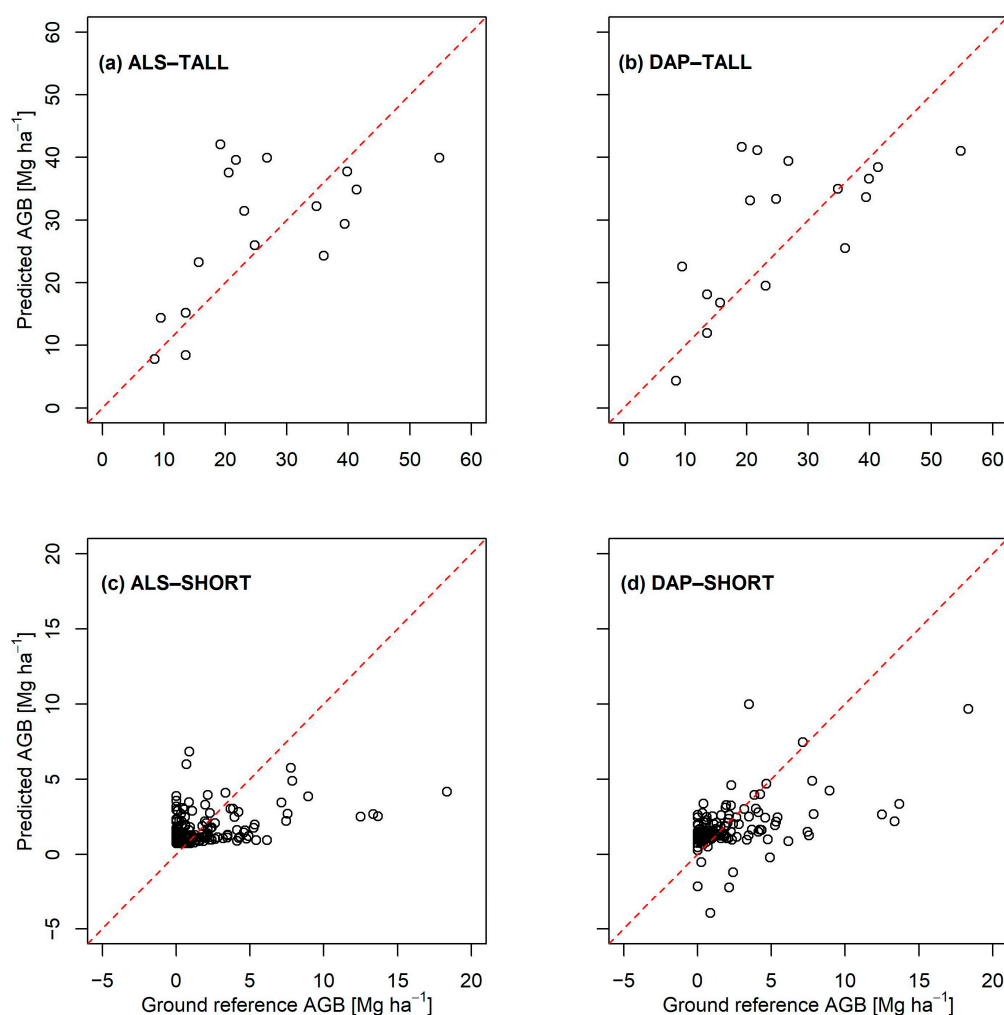 (a) ALS–TALL
(b) DAP–TALL
Predicted AGB [Mg ha⁻¹]
60
50
40
30
20
10
0
0 10 20 30 40 50 60
0 10 20 30 40 50 60
(c) ALS–SHORT
(d) DAP–SHORT
Predicted AGB [Mg ha⁻¹]
20
15
10
5
0
−5
−5 0 5 10 15 20
−5 0 5 10 15 20
Ground reference AGB [Mg ha⁻¹]
Ground reference AGB [Mg ha⁻¹]